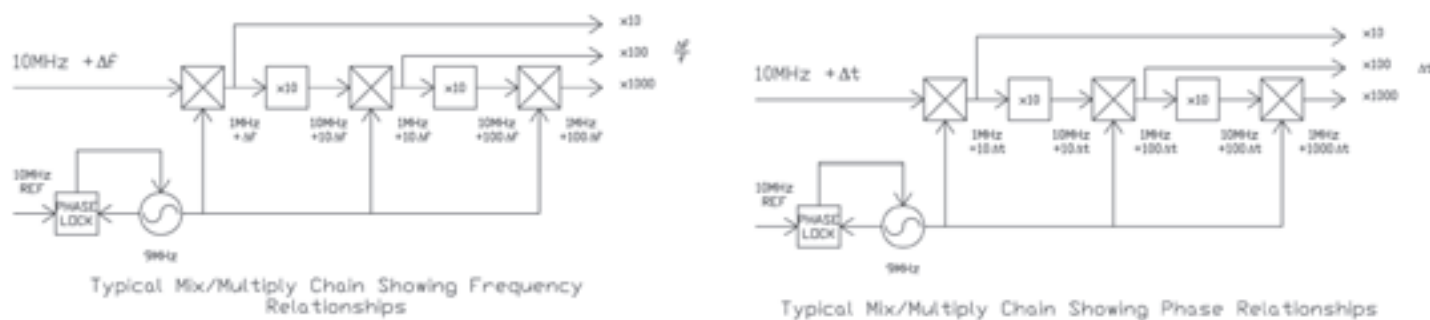 x10
x100
ΔF
F
x1000
10MHz +ΔF
x10
x10
1MHz
+ΔF
10MHz
+10ΔF
1MHz
+10ΔF
10MHz
+100ΔF
1MHz
+100ΔF
10MHz
REF
PHASE
LOCK
9MHz
Typical Mix/Multiply Chain Showing Frequency
Relationships
x10
x100
Δt
x1000
10MHz +Δt
x10
x10
1MHz
+10Δt
10MHz
+10Δt
1MHz
+100Δt
10MHz
+100Δt
1MHz
+1000Δt
10MHz
REF
PHASE
LOCK
9MHz
Typical Mix/Multiply Chain Showing Phase Relationships